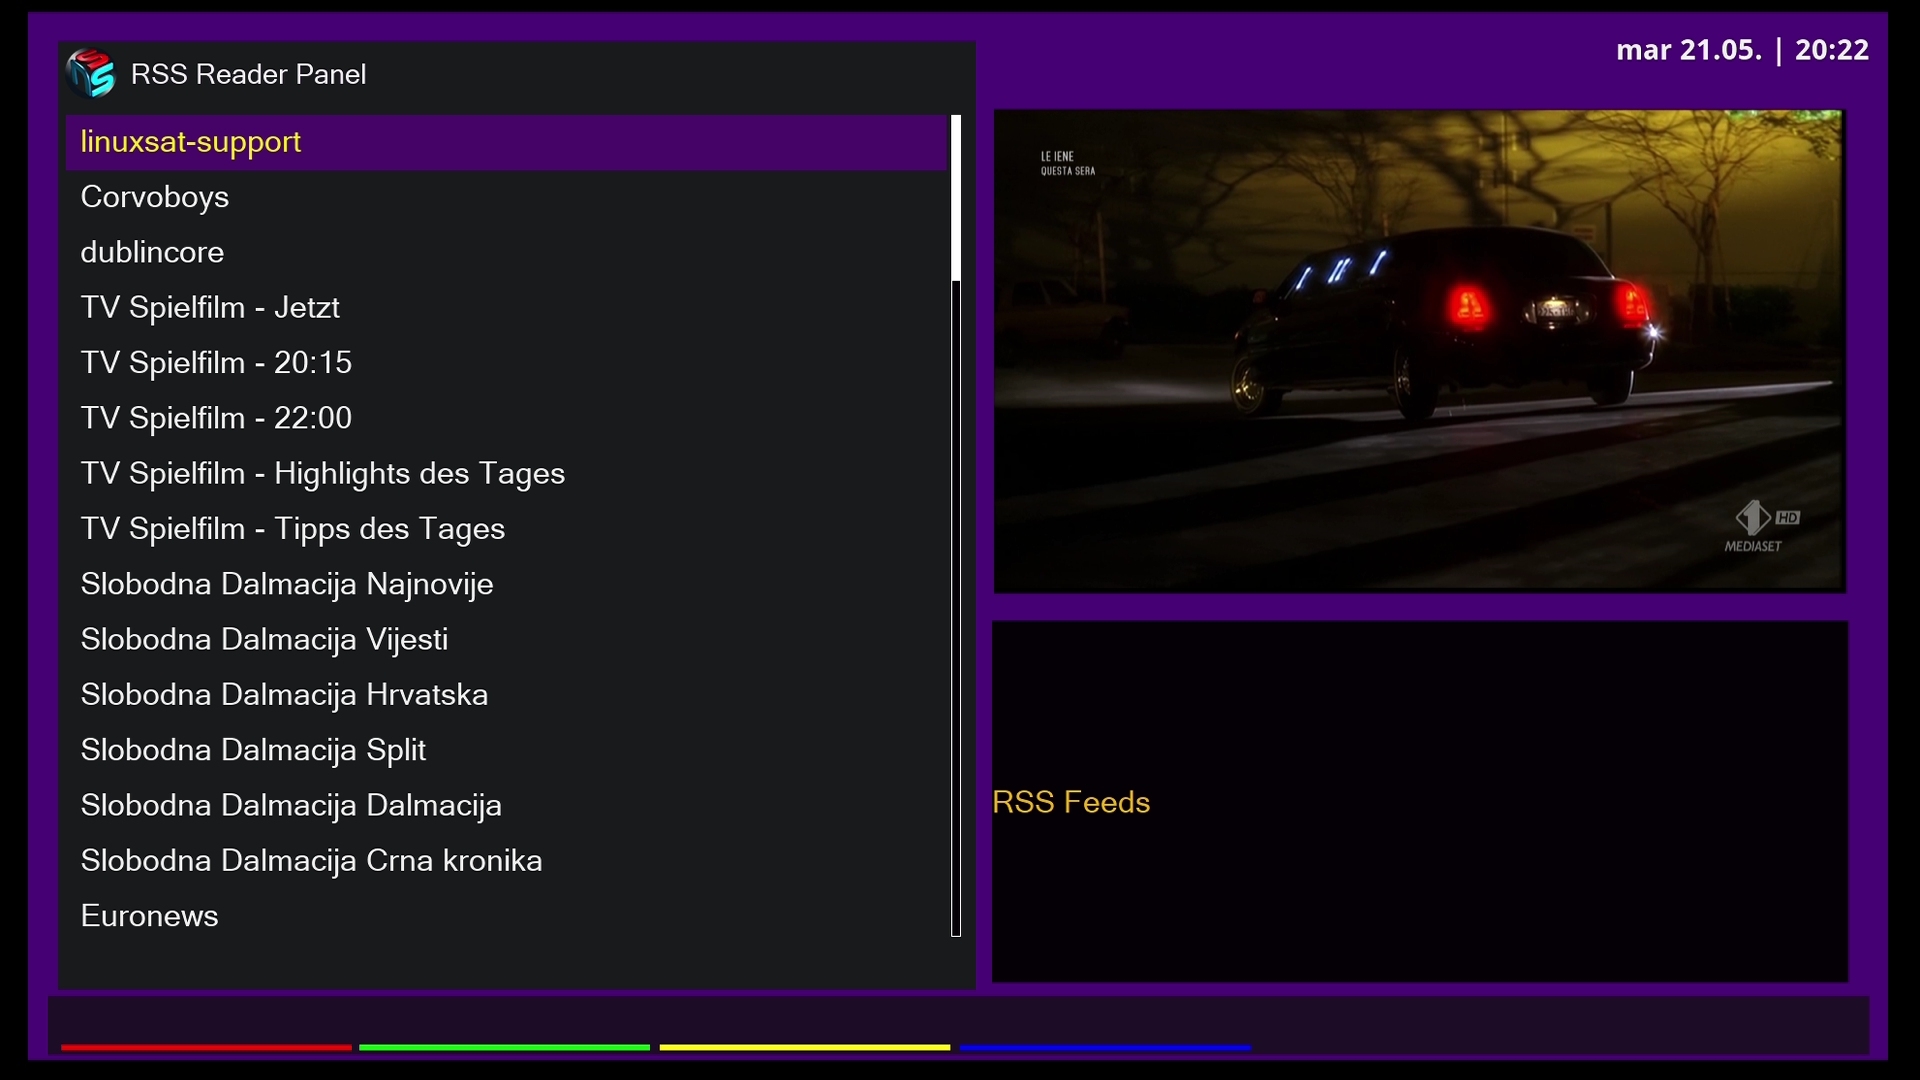 RSS Reader Panel
mar 21.05. | 20:22
linuxsat-support
Corvoboys
dublincore
TV Spielfilm - Jetzt
TV Spielfilm - 20:15
TV Spielfilm - 22:00
TV Spielfilm - Highlights des Tages
TV Spielfilm - Tipps des Tages
Slobodna Dalmacija Najnovije
Slobodna Dalmacija Vijesti
Slobodna Dalmacija Hrvatska
Slobodna Dalmacija Split
Slobodna Dalmacija Dalmacija
Slobodna Dalmacija Crna kronika
Euronews
LE IENE
QUESTA SERA
1 HD
MEDIASET
RSS Feeds